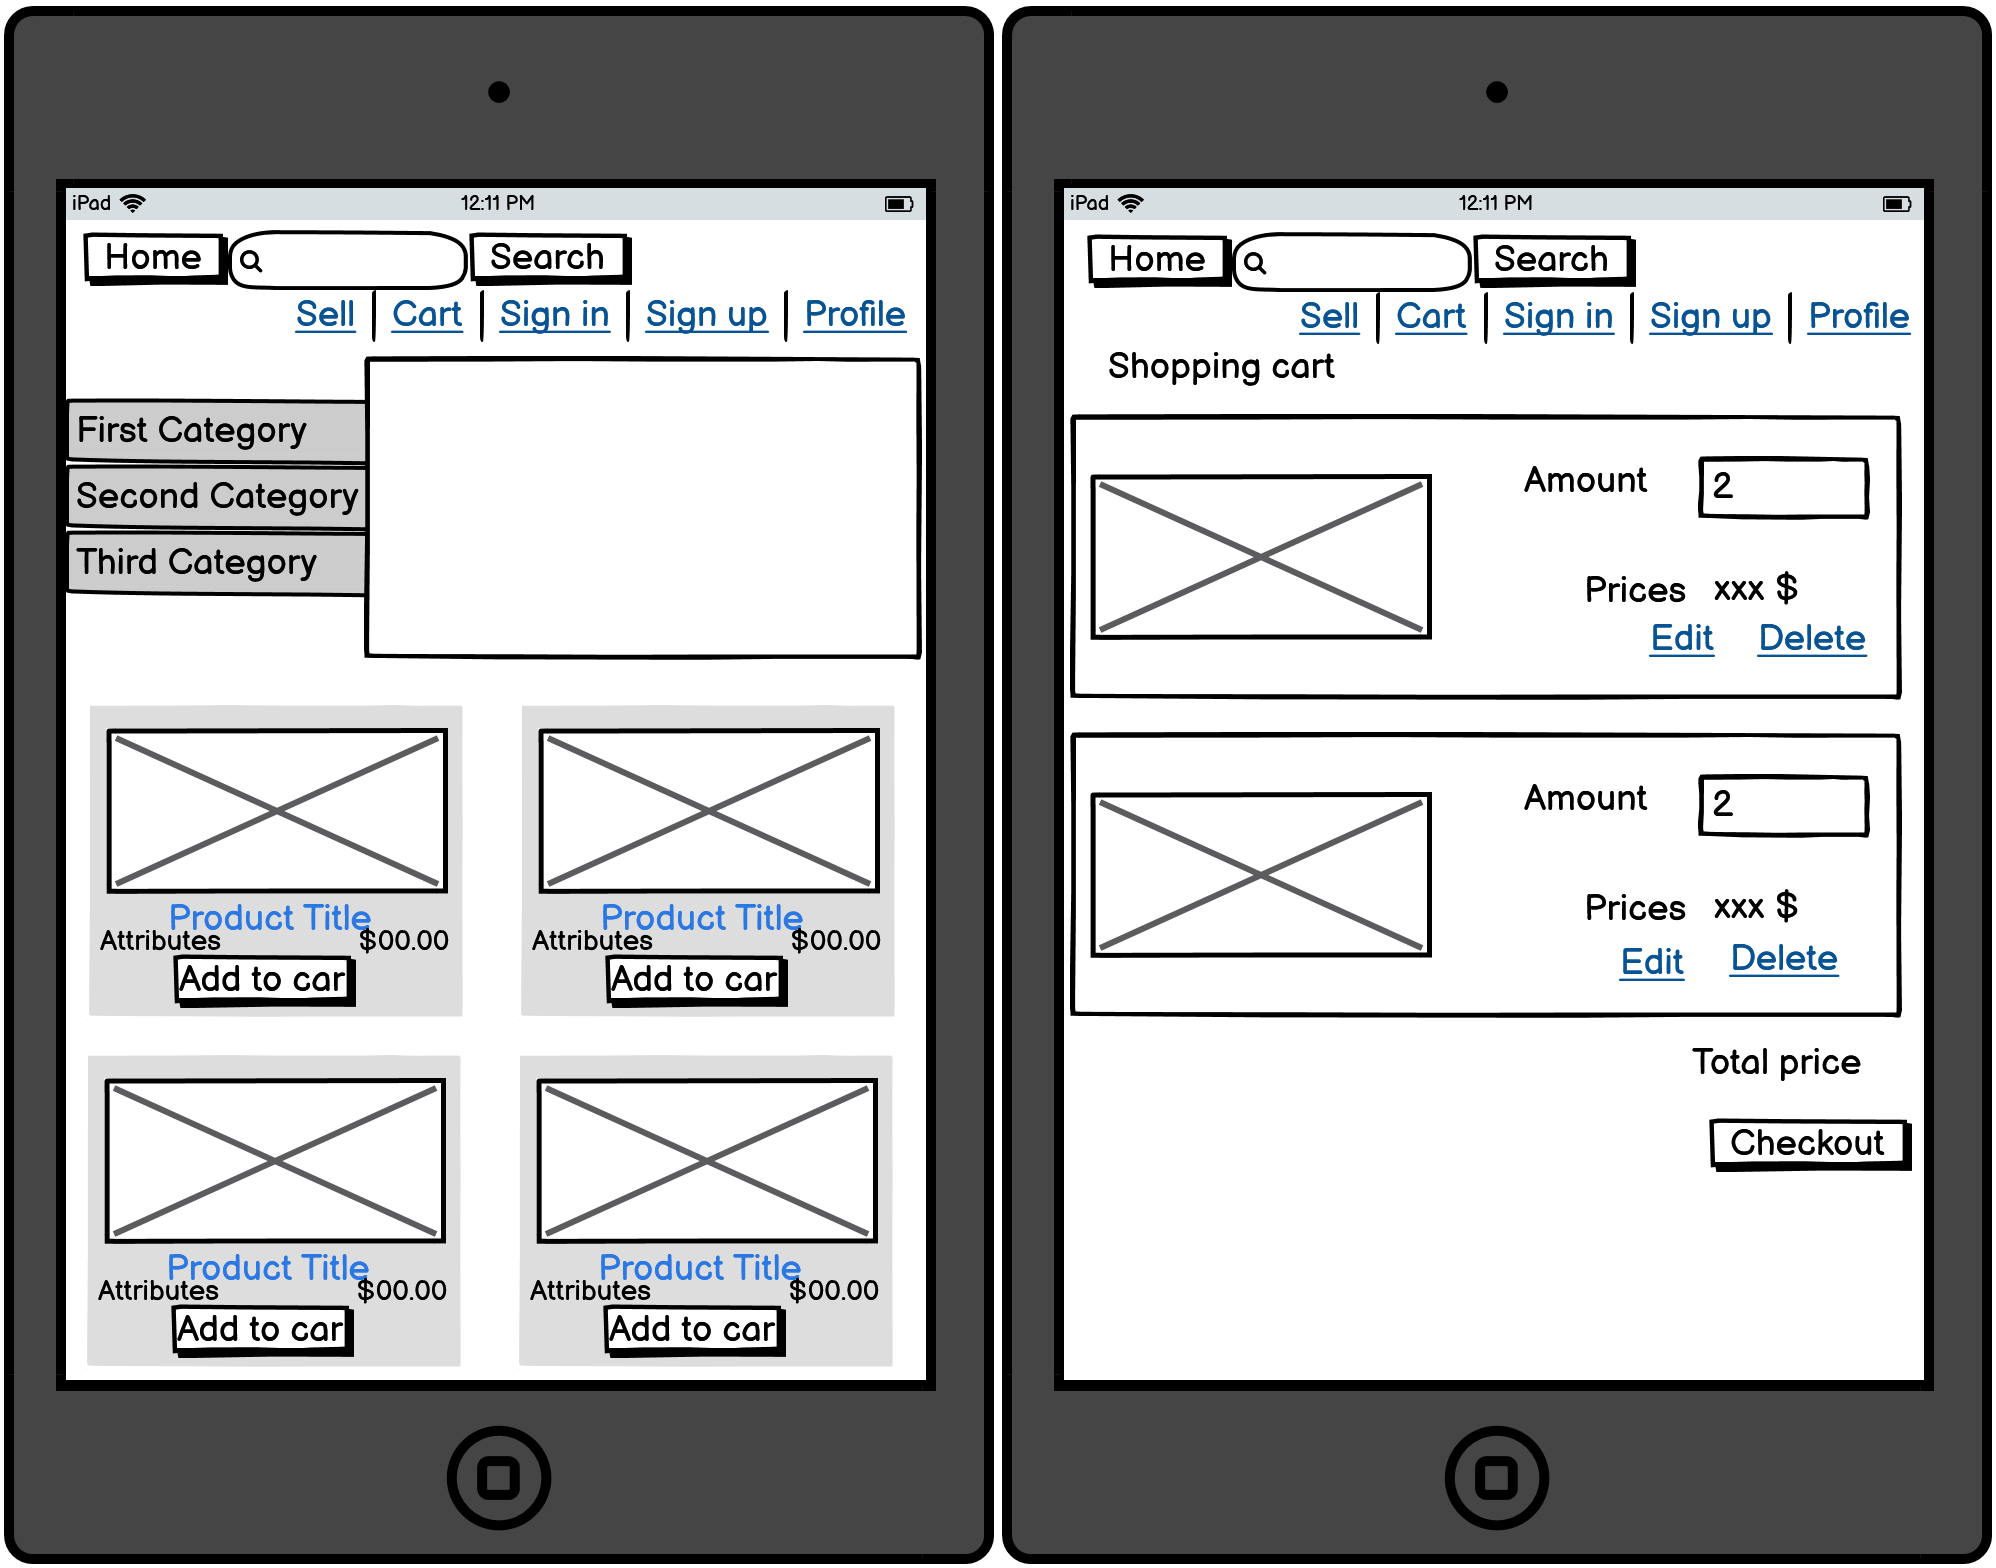 iPad 12:11 PM
Home Search
Sell Cart Sign in Sign up Profile
First Category
Second Category
Third Category
Product Title Product Title
Attributes $00.00 Attributes $00.00
Add to car Add to car
Product Title Product Title
Attributes $00.00 Attributes $00.00
Add to car Add to car
iPad 12:11 PM
Home Search
Sell Cart Sign in Sign up Profile
Shopping cart
Amount 2
Prices xxx $
Edit Delete
Amount 2
Prices xxx $
Edit Delete
Total price
Checkout